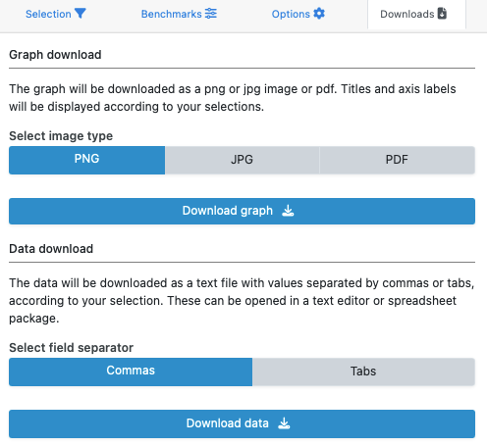 Selection
Benchmarks
Options
Downloads
Graph download
The graph will be downloaded as a png or jpg image or pdf. Titles and axis labels
will be displayed according to your selections.
Select image type
PNG
JPG
PDF
Download graph
Data download
The data will be downloaded as a text file with values separated by commas or tabs,
according to your selection. These can be opened in a text editor or spreadsheet
package.
Select field separator
Commas
Tabs
Download data